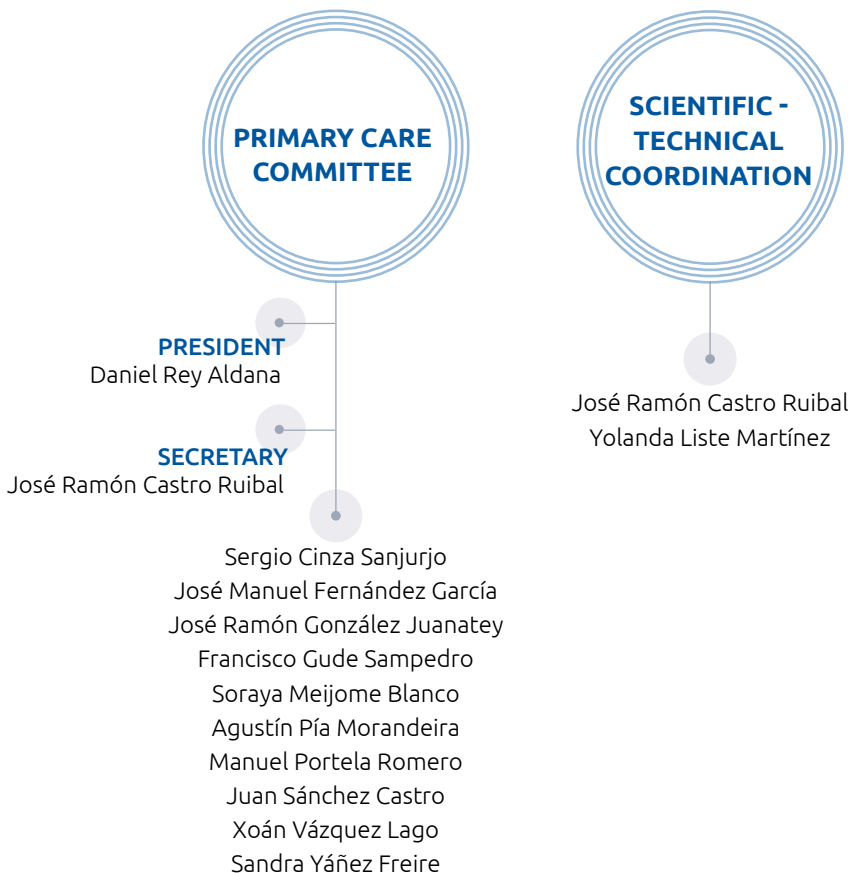 PRIMARY CARE
COMMITTEE
PRESIDENT
Daniel Rey Aldana
SECRETARY
José Ramón Castro Ruibal
Sergio Cinza Sanjurjo
José Manuel Fernández García
José Ramón González Juanatey
Francisco Gude Sampedro
Soraya Meijome Blanco
Agustín Pía Morandeira
Manuel Portela Romero
Juan Sánchez Castro
Xoán Vázquez Lago
Sandra Yáñez Freire
SCIENTIFIC -
TECHNICAL
COORDINATION
José Ramón Castro Ruibal
Yolanda Liste Martínez